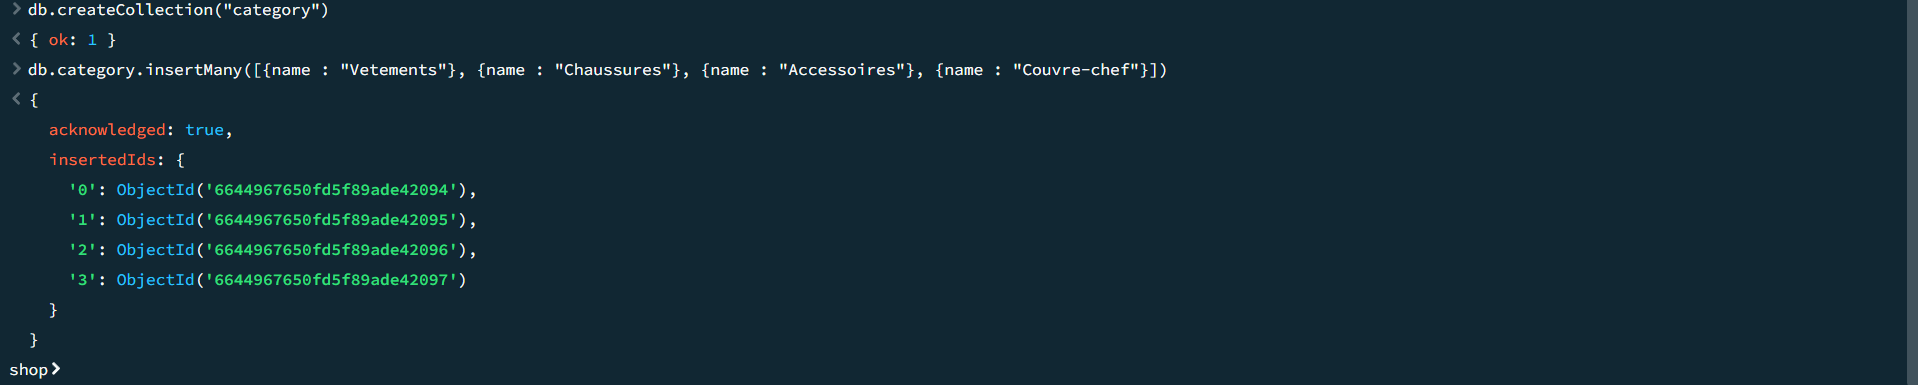 > db.createCollection("category")
< { ok: 1 }
> db.category.insertMany([{name : "Vetements"}, {name : "Chaussures"}, {name : "Accessoires"}, {name : "Couvre-chef"}])
< {
acknowledged: true,
insertedIds: {
'0': ObjectId('6644967650fd5f89ade42094'),
'1': ObjectId('6644967650fd5f89ade42095'),
'2': ObjectId('6644967650fd5f89ade42096'),
'3': ObjectId('6644967650fd5f89ade42097')
}
}
shop>